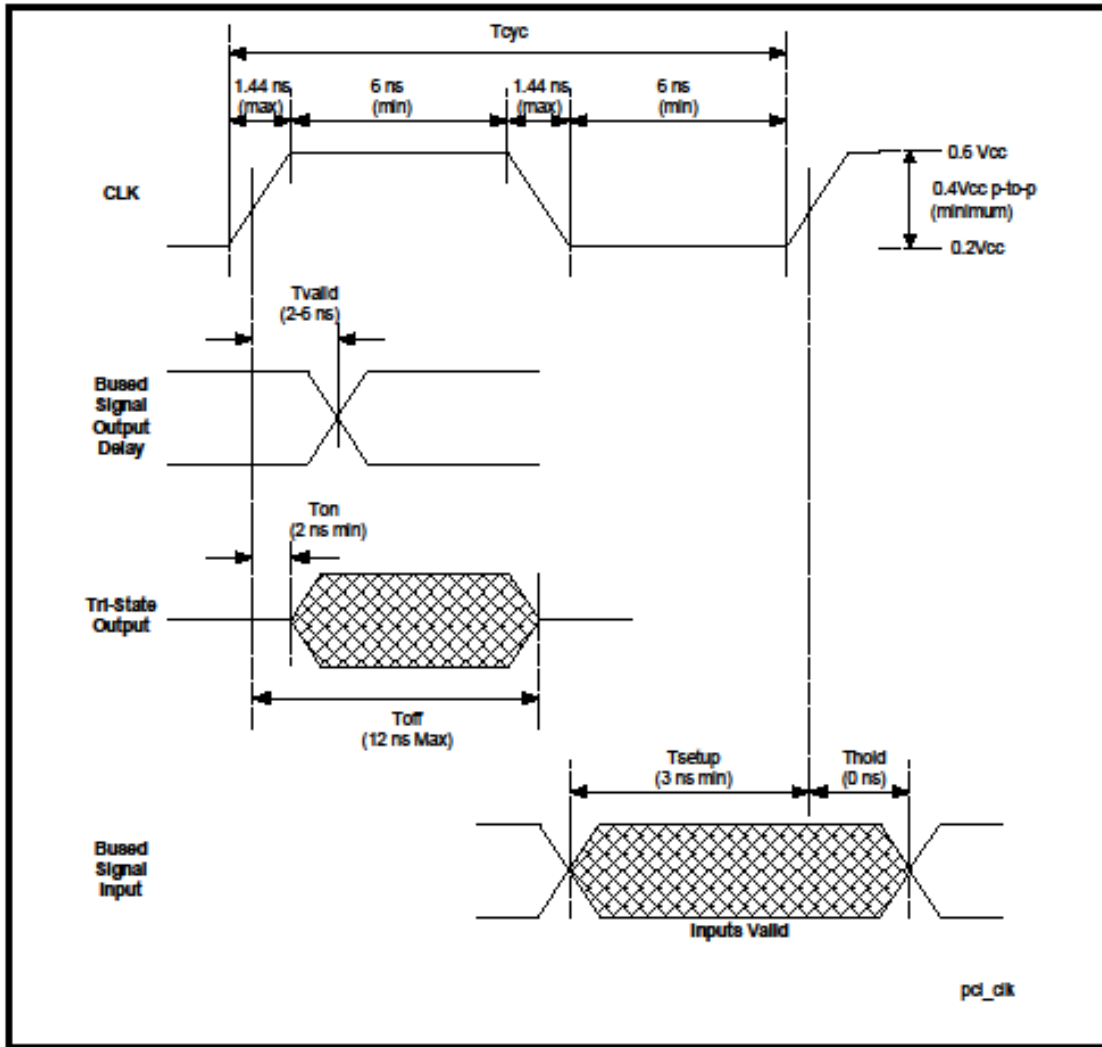 Tcyc
1.44 ns
(max)
6 ns
(min)
1.44 ns
(max)
6 ns
(min)
CLK
0.6 Vcc
0.4Vcc p-to-p
(minimum)
0.2Vcc
Tvalid
(2-6 ns)
Bused
Signal
Output
Delay
Ton
(2 ns min)
Tri-State
Output
Toff
(12 ns Max)
Tsetup
(3 ns min)
Thold
(0 ns)
Bused
Signal
Input
Inputs Valid
pci_clk